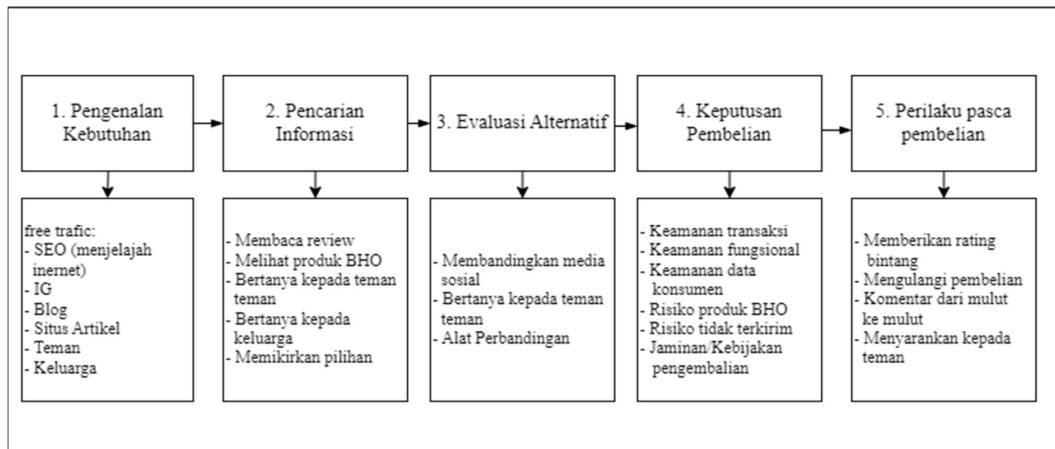 1. Pengenalan
Kebutuhan
2. Pencarian
Informasi
3. Evaluasi Alternatif
4. Keputusan
Pembelian
5. Perilaku pasca
pembelian
free trafic:
- SEO (menjelajah
inernet)
- IG
- Blog
- Situs Artikel
- Teman
- Keluarga
- Membaca review
- Melihat produk BHO
- Bertanya kepada teman
teman
- Bertanya kepada
keluarga
- Memikirkan pilihan
- Membandingkan media
sosial
- Bertanya kepada teman
teman
- Alat Perbandingan
- Keamanan transaksi
- Keamanan fungsional
- Keamanan data
konsumen
- Risiko produk BHO
- Risiko tidak terkirim
- Jaminan/Kebijakan
pengembalian
- Memberikan rating
bintang
- Mengulangi pembelian
- Komentar dari mulut
ke mulut
- Menyarankan kepada
teman